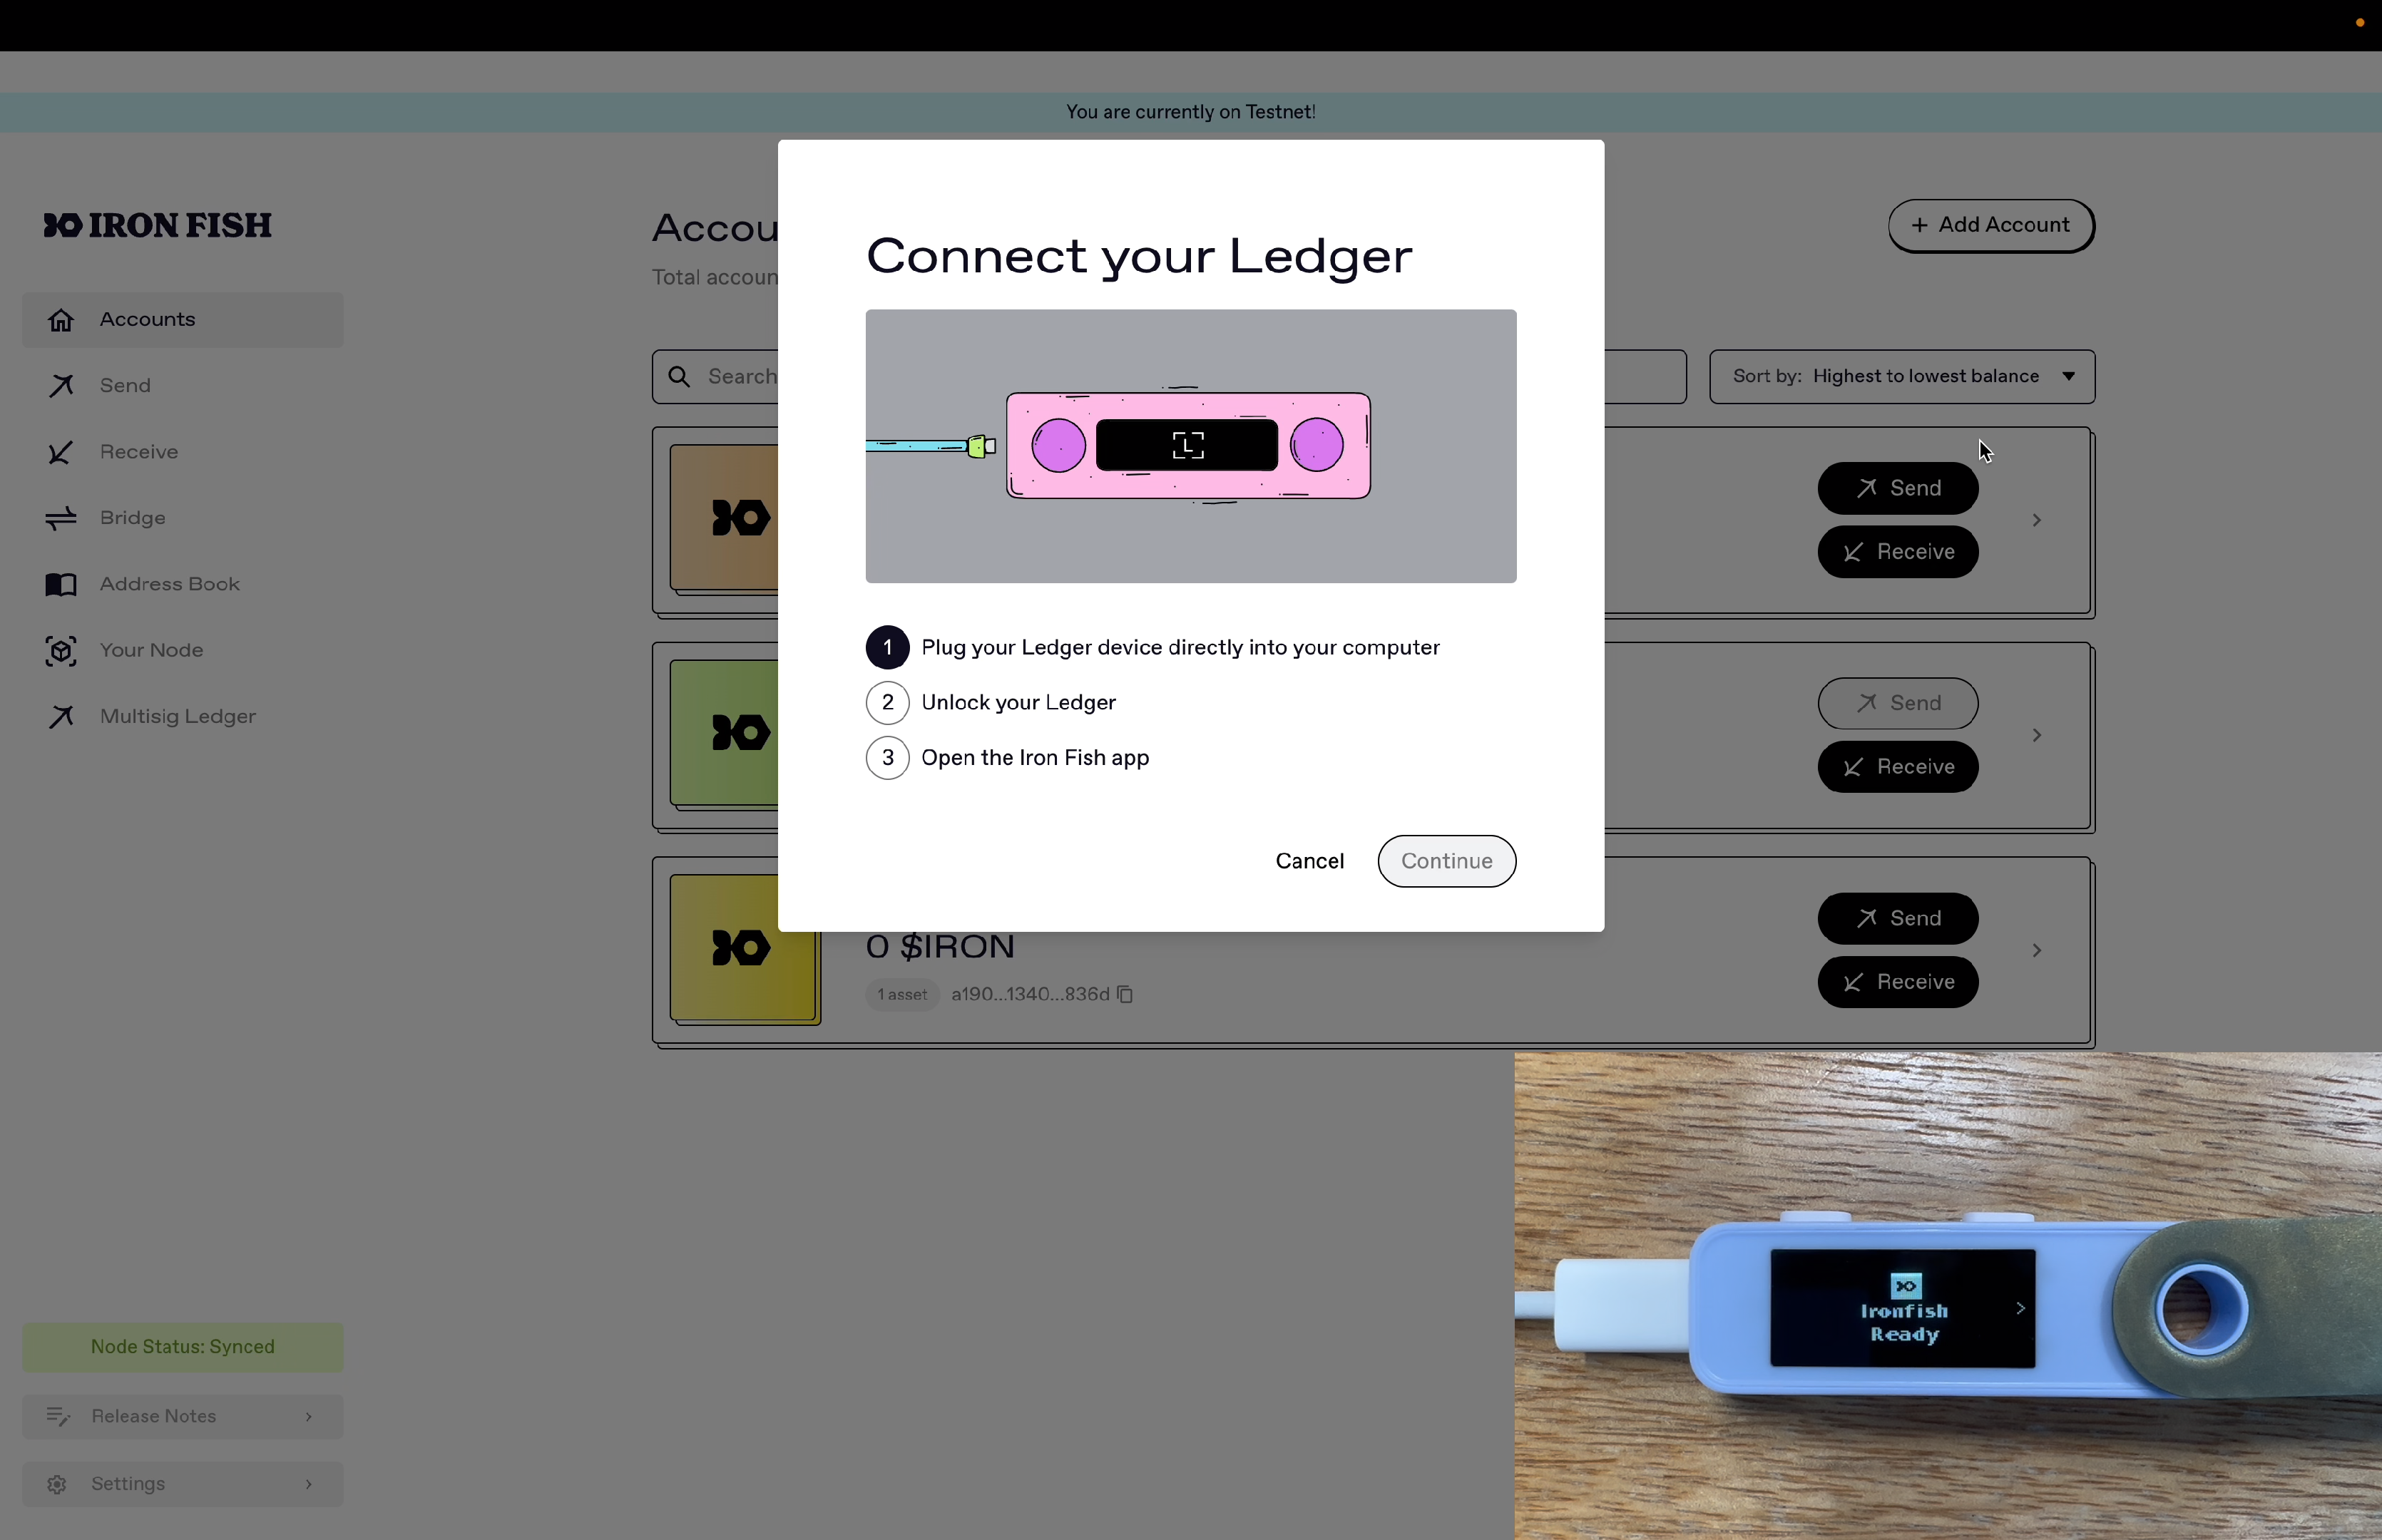 You are currently on Testnet!
IRON FISH
Accounts
Send
Receive
Bridge
Address Book
Your Node
Multisig Ledger
Node Status: Synced
Release Notes
Settings
Accou
Total accoun
+ Add Account
Search
Sort by: Highest to lowest balance
Connect your Ledger
L
1 Plug your Ledger device directly into your computer
2 Unlock your Ledger
3 Open the Iron Fish app
Cancel
Continue
Send
Receive
Send
Receive
0 $IRON
1 asset a190...1340...836d
Send
Receive
Ironfish
Ready